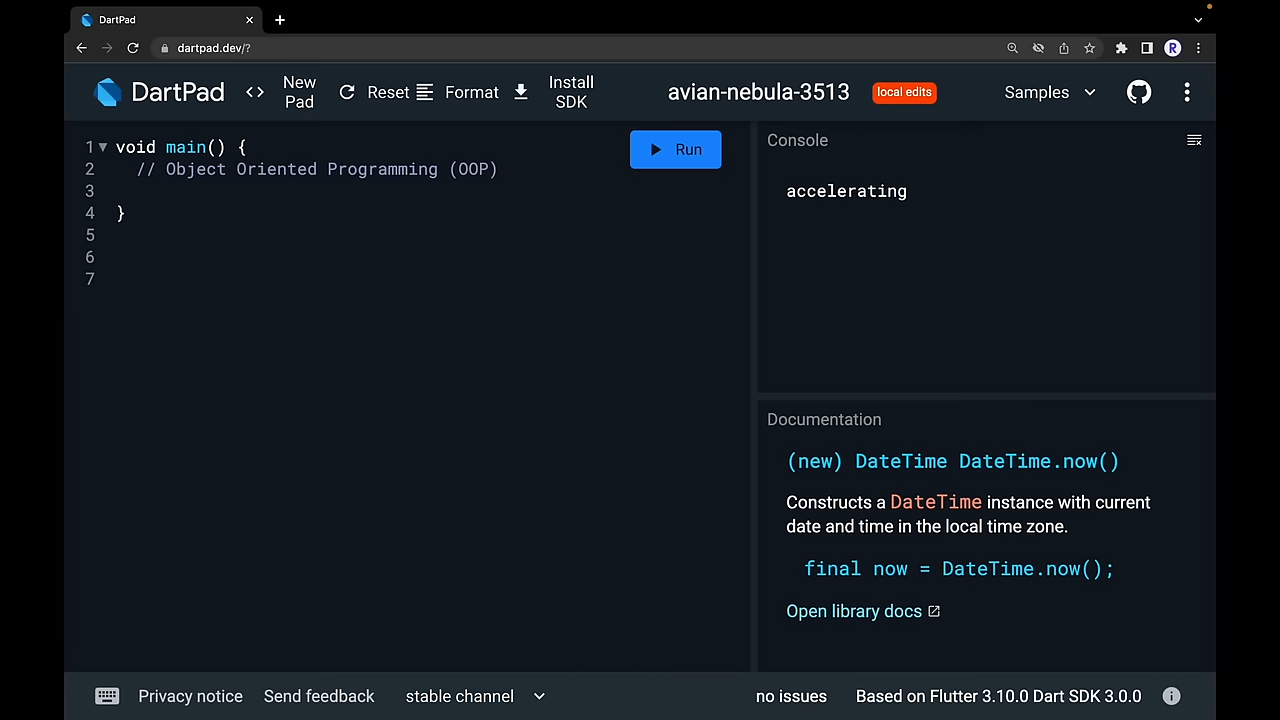 DartPad
dartpad.dev/?
R
DartPad
<> New Pad
Reset
Format
Install SDK
avian-nebula-3513
local edits
Samples
1 void main() {
2 // Object Oriented Programming (OOP)
3
4 }
5
6
7
Run
Console
accelerating
Documentation
(new) DateTime DateTime.now()
Constructs a DateTime instance with current
date and time in the local time zone.
final now = DateTime.now();
Open library docs
Privacy notice
Send feedback
stable channel
no issues
Based on Flutter 3.10.0 Dart SDK 3.0.0